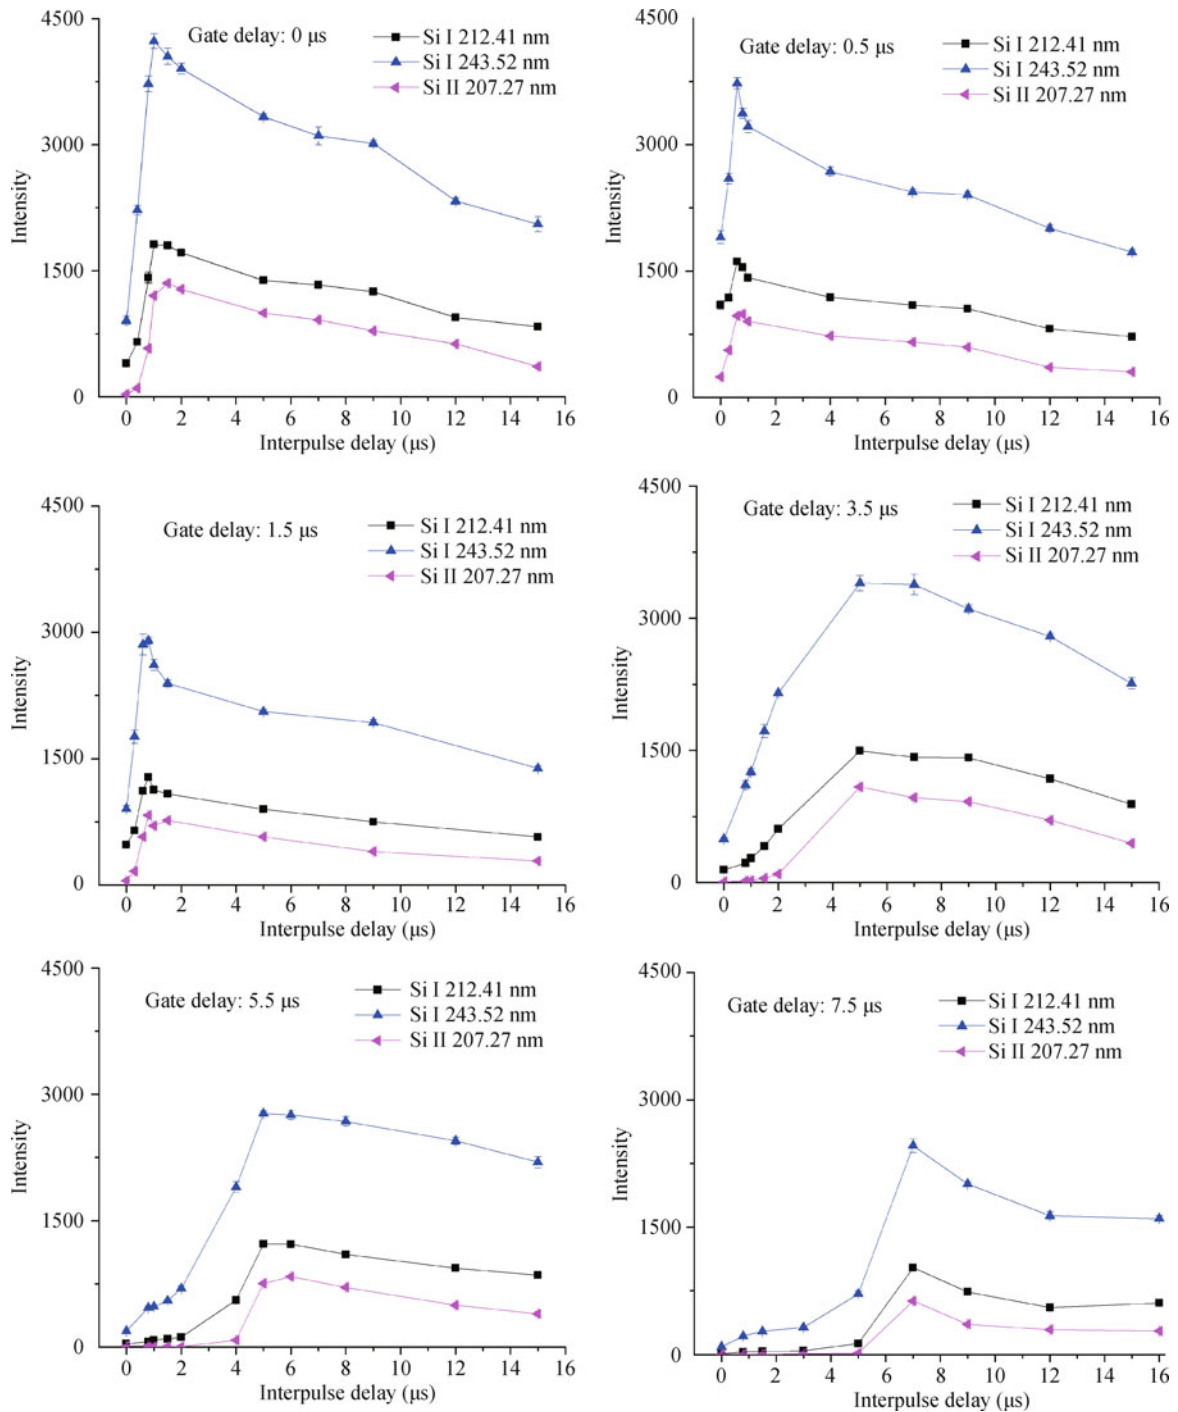 4500
Gate delay: 0 μs
Si I 212.41 nm
Si I 243.52 nm
Si II 207.27 nm
3000
Intensity
1500
0
0 2 4 6 8 10 12 14 16
Interpulse delay (μs)
4500
Gate delay: 0.5 μs
Si I 212.41 nm
Si I 243.52 nm
Si II 207.27 nm
3000
Intensity
1500
0
0 2 4 6 8 10 12 14 16
Interpulse delay (μs)
4500
Gate delay: 1.5 μs
Si I 212.41 nm
Si I 243.52 nm
Si II 207.27 nm
3000
Intensity
1500
0
0 2 4 6 8 10 12 14 16
Interpulse delay (μs)
4500
Gate delay: 3.5 μs
Si I 212.41 nm
Si I 243.52 nm
Si II 207.27 nm
3000
Intensity
1500
0
0 2 4 6 8 10 12 14 16
Interpulse delay (μs)
4500
Gate delay: 5.5 μs
Si I 212.41 nm
Si I 243.52 nm
Si II 207.27 nm
3000
Intensity
1500
0
0 2 4 6 8 10 12 14 16
Interpulse delay (μs)
4500
Gate delay: 7.5 μs
Si I 212.41 nm
Si I 243.52 nm
Si II 207.27 nm
3000
Intensity
1500
0
0 2 4 6 8 10 12 14 16
Interpulse delay (μs)